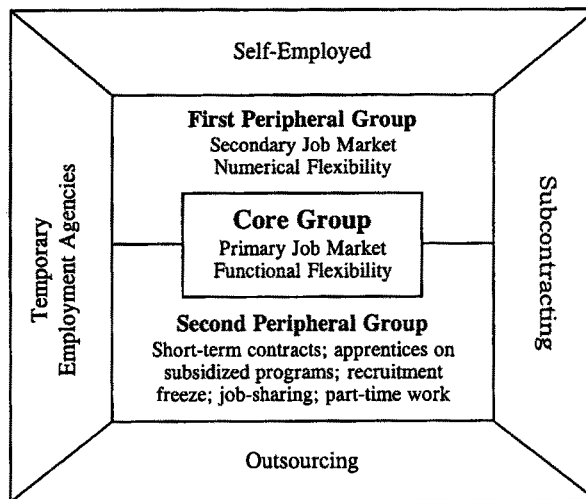 Self-Employed
First Peripheral Group
Secondary Job Market
Numerical Flexibility
Temporary
Employment Agencies
Core Group
Primary Job Market
Functional Flexibility
Subcontracting
Second Peripheral Group
Short-term contracts; apprentices on
subsidized programs; recruitment
freeze; job-sharing; part-time work
Outsourcing